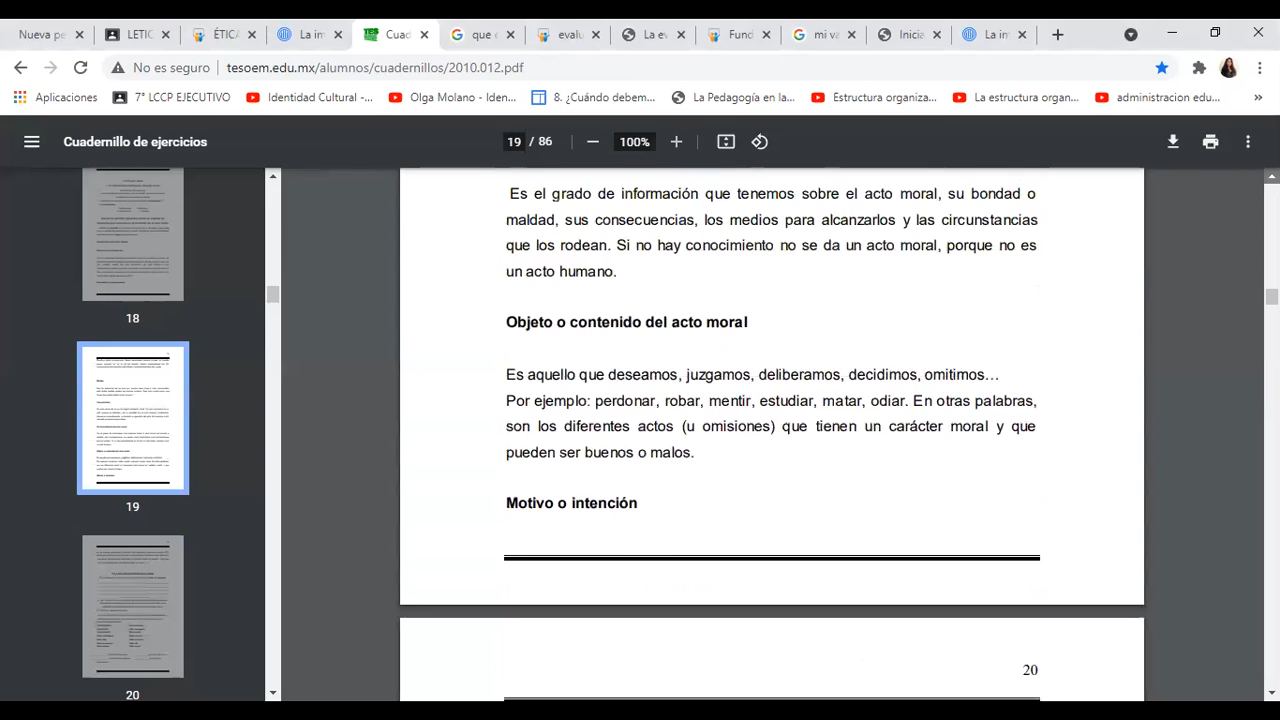 Nueva pe
LETIC
ÉTICA
La im
Cuad
que e
evalu
La ev
Fund
mi va
Inicia
La im
No es seguro
tesoem.edu.mx/alumnos/cuadernillos/2010.012.pdf
Aplicaciones
7° LCCP EJECUTIVO
Identidad Cultural -...
Olga Molano - Iden...
8. ¿Cuándo debem...
La Pedagogía en la...
Estructura organiza...
La estructura organ...
administracion edu...
Cuadernillo de ejercicios
19 / 86
100%
18
19
20
Es el grado de información que tenemos sobre el acto moral, su bondad o
maldad, sus consecuencias, los medios para alcanzarlos y las circunstancias
que los rodean. Si no hay conocimiento no se da un acto moral, porque no es
un acto humano.
Objeto o contenido del acto moral
Es aquello que deseamos, juzgamos, deliberamos, decidimos, omitimos.
Por ejemplo: perdonar, robar, mentir, estudiar, matar, odiar. En otras palabras,
son los diferentes actos (u omisiones) que tienen un carácter moral y que
pueden ser buenos o malos.
Motivo o intención
20